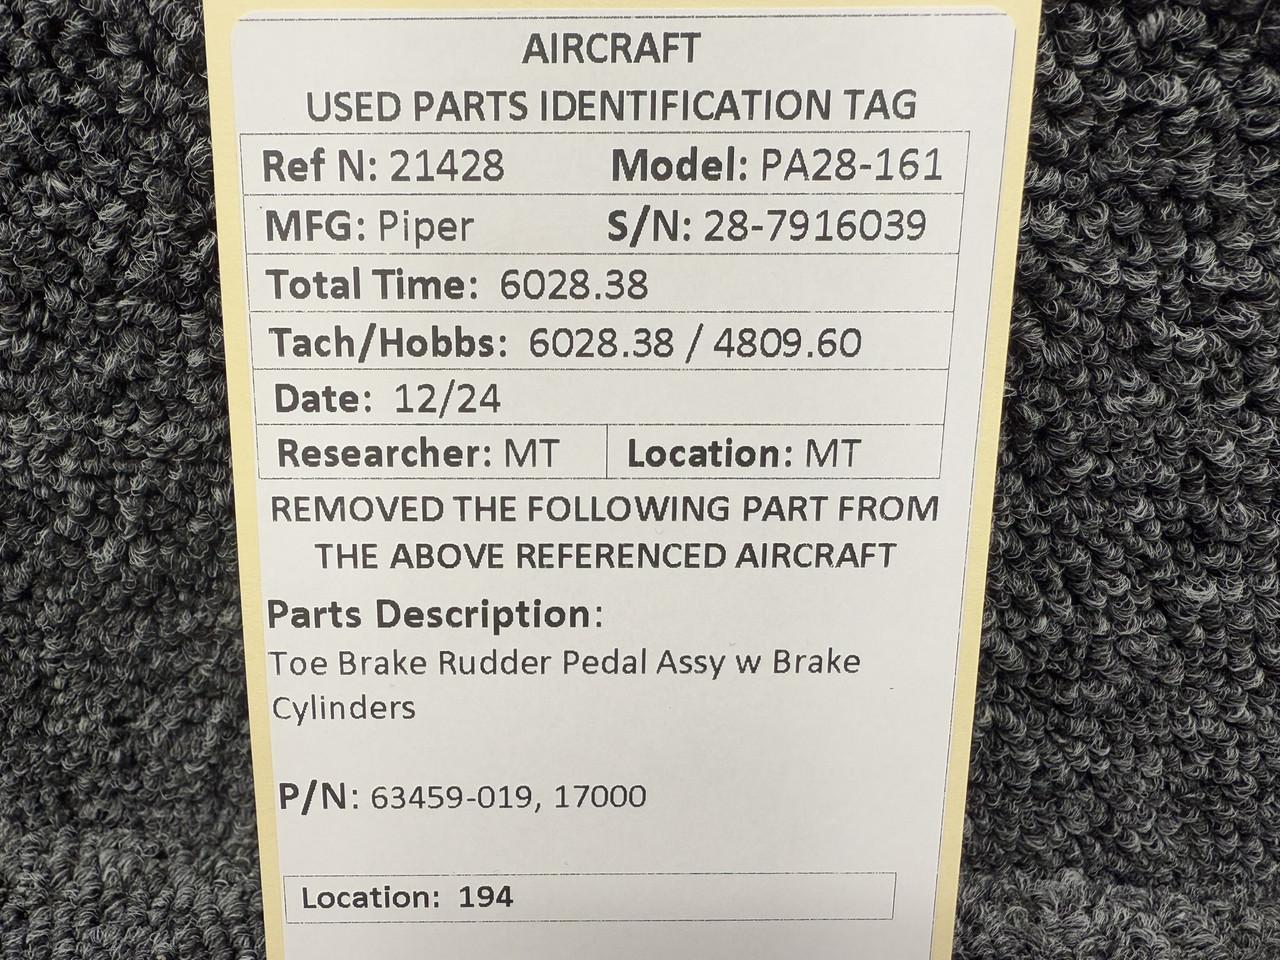 AIRCRAFT
USED PARTS IDENTIFICATION TAG
Ref N: 21428 Model: PA28-161
MFG: Piper S/N: 28-7916039
Total Time: 6028.38
Tach/Hobbs: 6028.38 / 4809.60
Date: 12/24
Researcher: MT Location: MT
REMOVED THE FOLLOWING PART FROM
THE ABOVE REFERENCED AIRCRAFT
Parts Description:
Toe Brake Rudder Pedal Assy w Brake
Cylinders
P/N: 63459-019, 17000
Location: 194